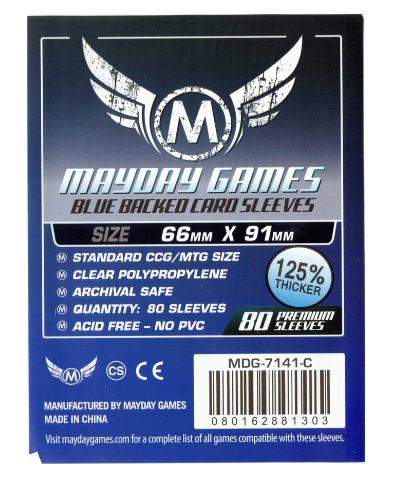 M
MAYDAY GAMES
BLUE BACKED CARD SLEEVES
SIZE 66MM X 91MM
M STANDARD CCG/MTG SIZE
M CLEAR POLYPROPYLENE
M ARCHIVAL SAFE
M QUANTITY: 80 SLEEVES
M ACID FREE – NO PVC
125%
THICKER
80 PREMIUM
SLEEVES
MDG-7141-C
M CS CE
080162881303
MANUFACTURED BY MAYDAY GAMES
MADE IN CHINA
Visit maydaygames.com for a complete list of all games compatible with these sleeves.